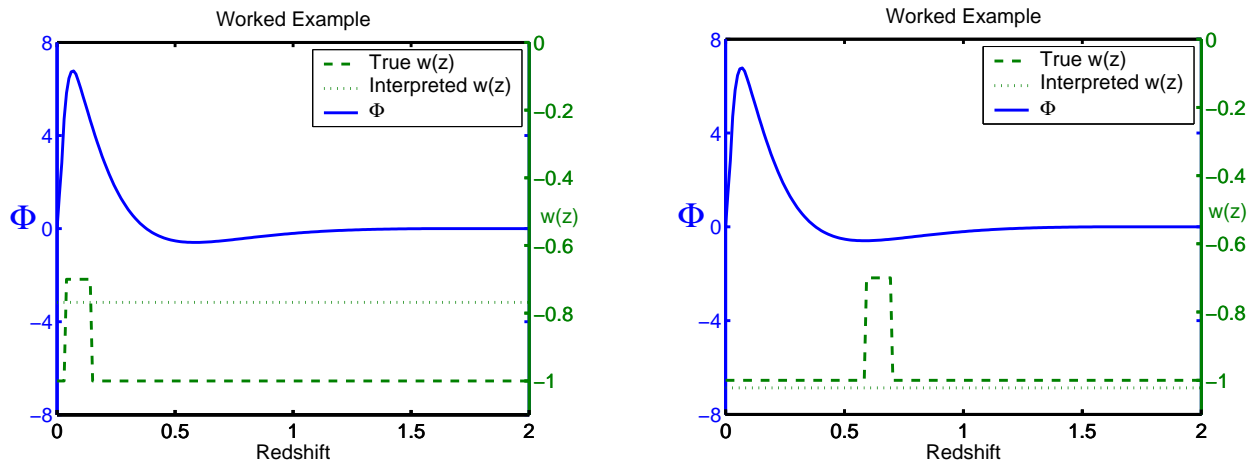 Worked Example
8
4
0
−4
−8
Φ
0
−0.2
−0.4
−0.6
−0.8
−1
w(z)
True w(z)
Interpreted w(z)
Φ
0
0.5
1
1.5
2
Redshift
Worked Example
8
4
0
−4
−8
Φ
0
−0.2
−0.4
−0.6
−0.8
−1
w(z)
True w(z)
Interpreted w(z)
Φ
0
0.5
1
1.5
2
Redshift